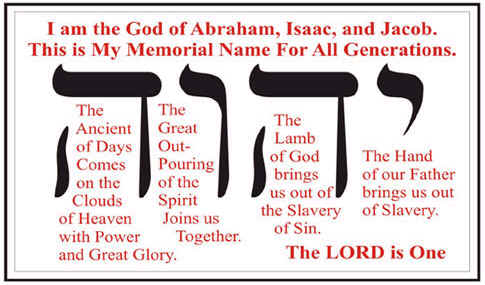 I am the God of Abraham, Isaac, and Jacob.
This is My Memorial Name For All Generations.
יהוה
The Hand
of our Father
brings us out
of Slavery.
The
Lamb
of God
brings
us out of
the Slavery
of Sin.
The
Great
Out-
Pouring
of the
Spirit
Joins us
Together.
The
Ancient
of Days
Comes
on the
Clouds
of Heaven
with Power
and Great Glory.
The LORD is One